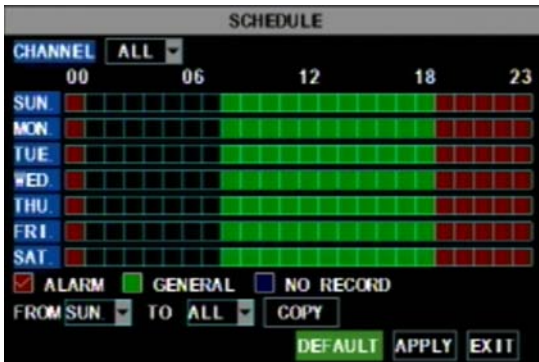 SCHEDULE
CHANNEL ALL
00 06 12 18 23
SUN.
MON.
TUE.
WED.
THU.
FRI.
SAT.
ALARM GENERAL NO RECORD
FROM SUN. TO ALL COPY
DEFAULT APPLY EXIT